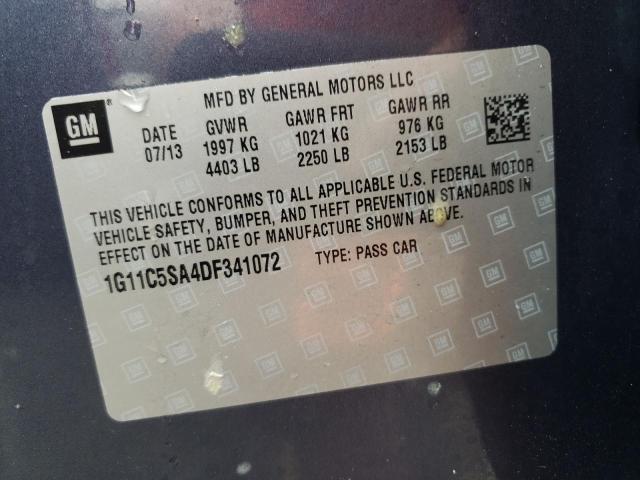 MFD BY GENERAL MOTORS LLC
GM ®
DATE GVWR GAWR FRT GAWR RR
07/13 1997 KG 1021 KG 976 KG
4403 LB 2250 LB 2153 LB
THIS VEHICLE CONFORMS TO ALL APPLICABLE U.S. FEDERAL MOTOR
VEHICLE SAFETY, BUMPER, AND THEFT PREVENTION STANDARDS IN
EFFECT ON THE DATE OF MANUFACTURE SHOWN ABOVE.
1G11C5SA4DF341072 TYPE: PASS CAR